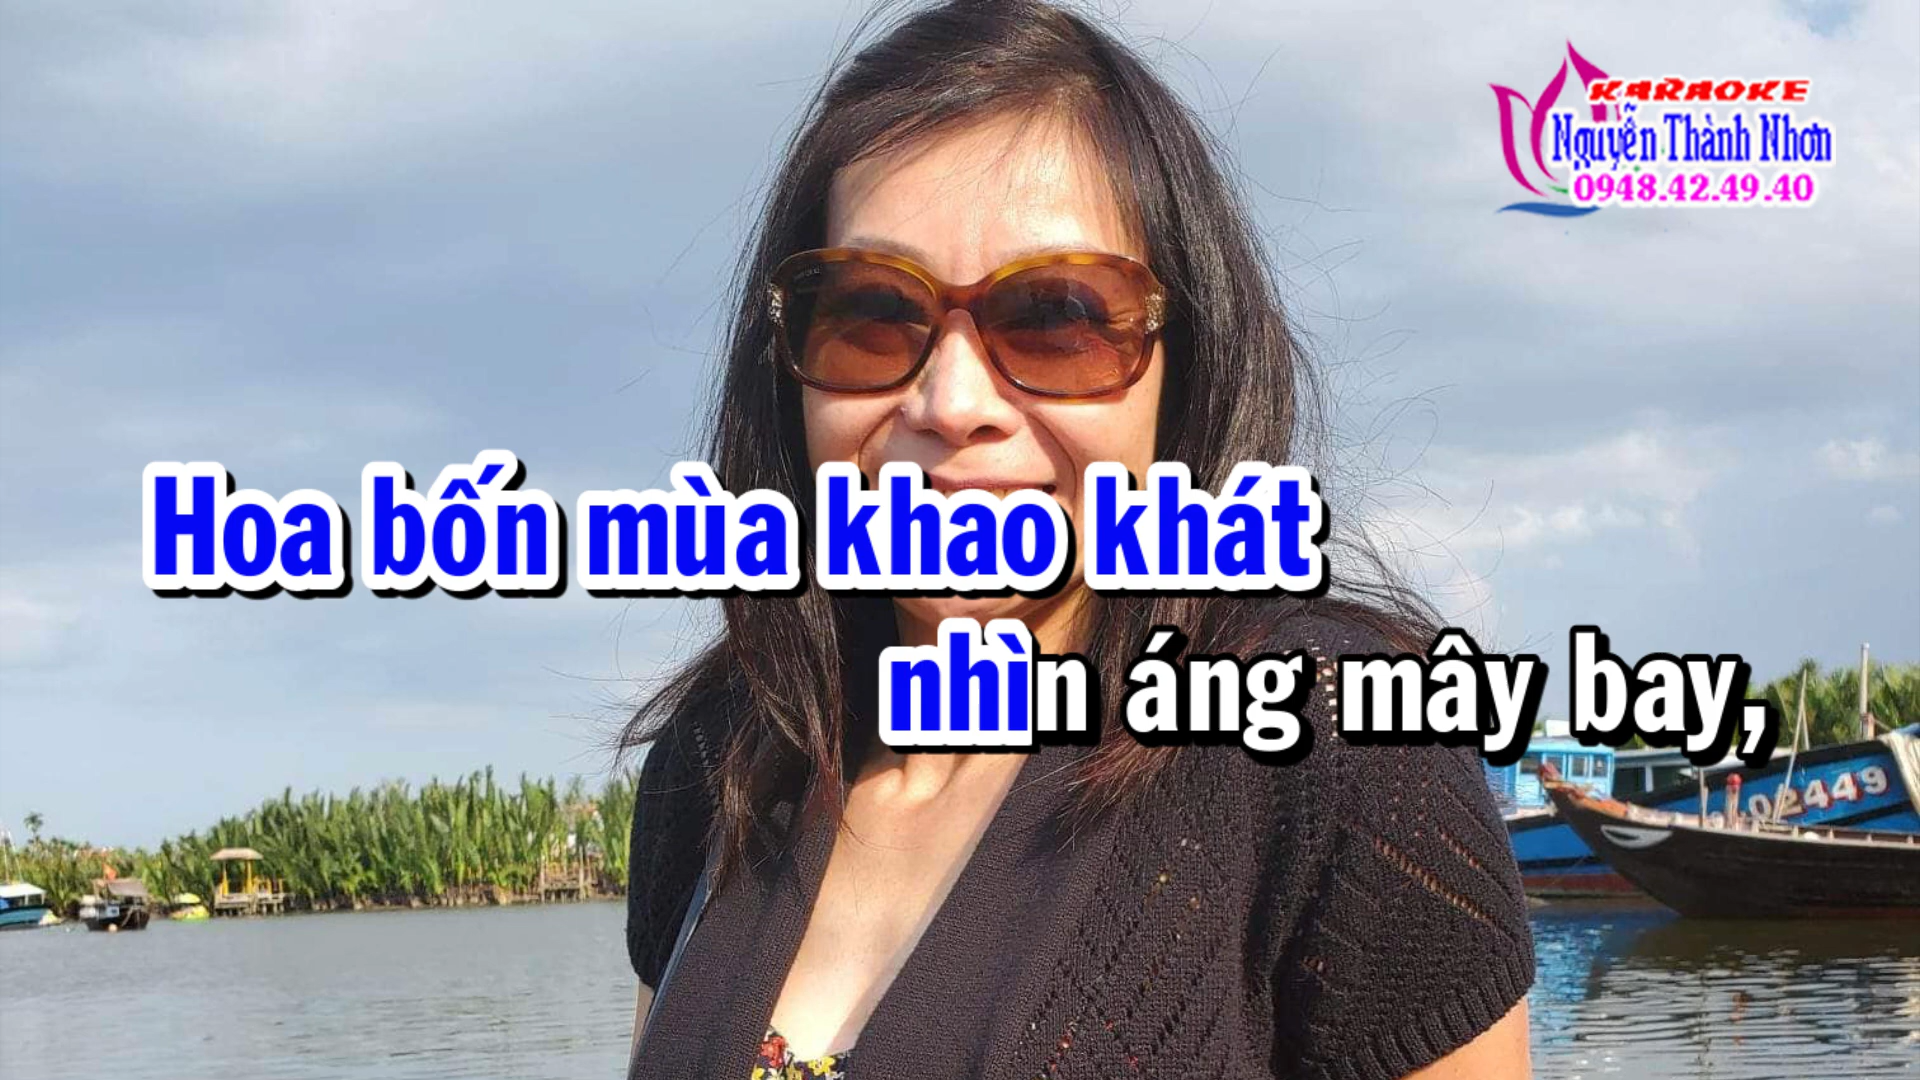 KARAOKE
Nguyễn Thành Nhơn
0948.42.49.40
Hoa bốn mùa khao khát
nhìn áng mây bay,
02449